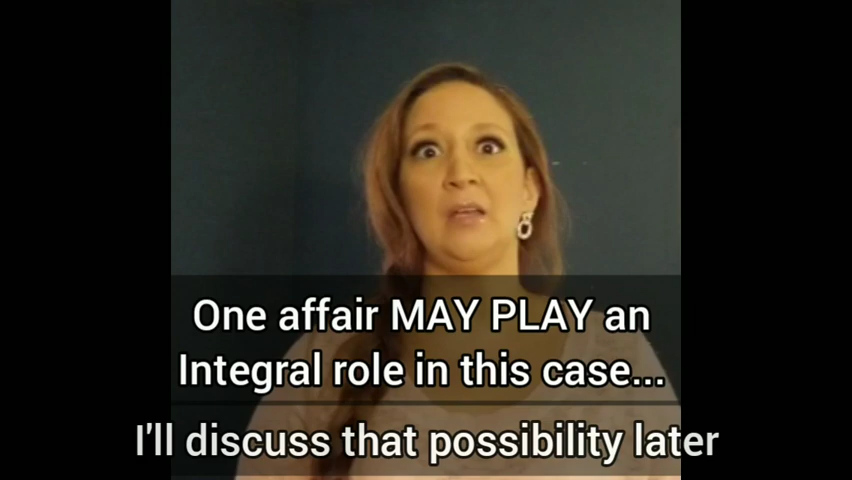 One affair MAY PLAY an
Integral role in this case...
I'll discuss that possibility later